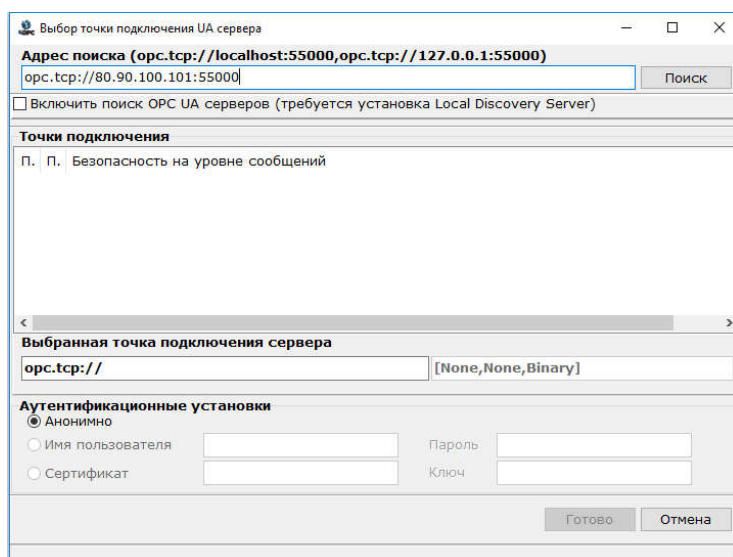 Выбор точки подключения UA сервера
Адрес поиска (opc.tcp://localhost:55000,opc.tcp://127.0.0.1:55000)
opc.tcp://80.90.100.101:55000 Поиск
Включить поиск OPC UA серверов (требуется установка Local Discovery Server)
Точки подключения
П. П. Безопасность на уровне сообщений
Выбранная точка подключения сервера
opc.tcp:// [None,None,Binary]
Аутентификационные установки
Анонимно
Имя пользователя Пароль
Сертификат Ключ
Готово Отмена